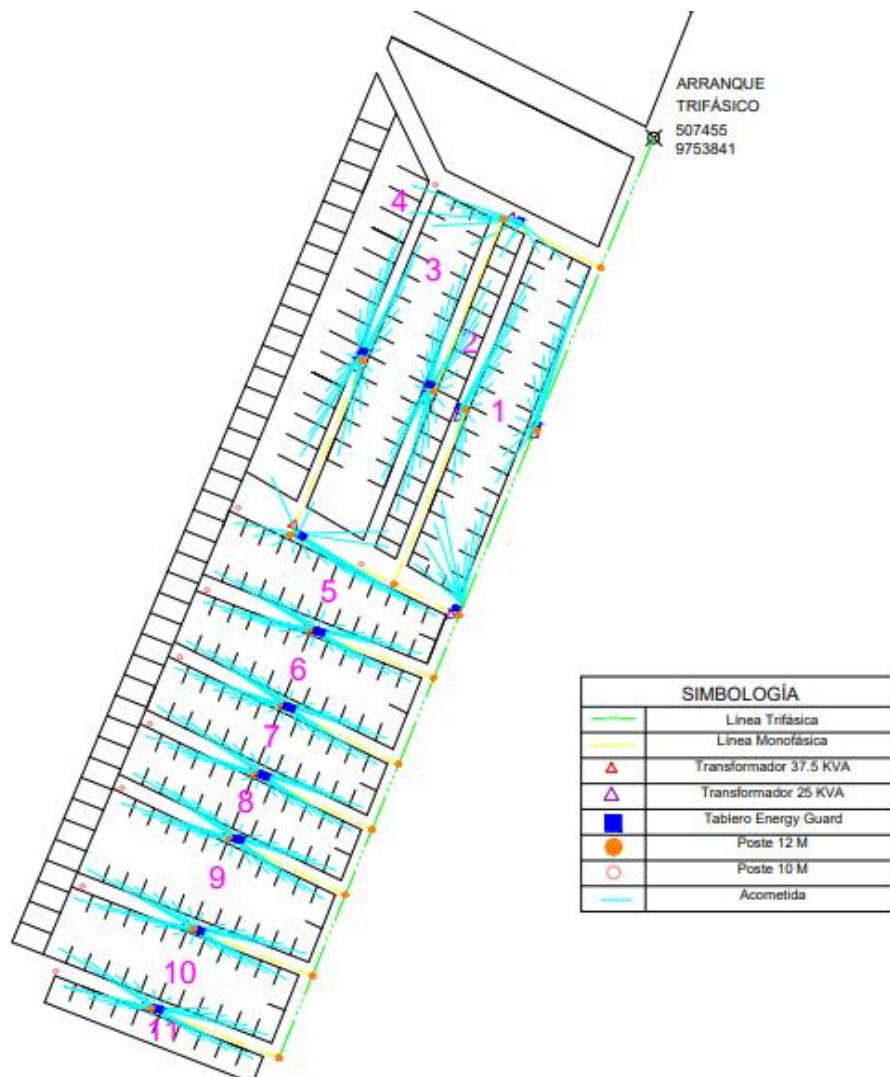 ARRANQUE
TRIFÁSICO
507455
9753841
4
3
2
1
5
6
7
8
9
10
11
SIMBOLOGÍA
Línea Trifásica
Línea Monofásica
Transformador 37.5 KVA
Transformador 25 KVA
Tablero Energy Guard
Poste 12 M
Poste 10 M
Acometida